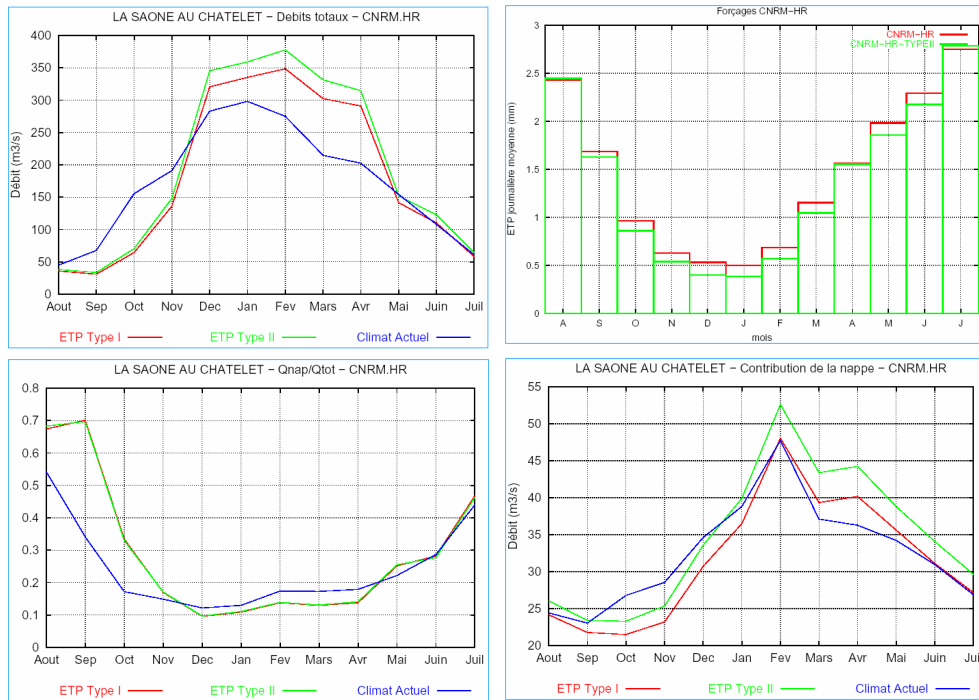 LA SAONE AU CHATELET − Debits totaux − CNRM.HR
Débit (m3/s)
400
350
300
250
200
150
100
50
0
Aout Sep Oct Nov Dec Jan Fev Mars Avr Mai Juin Juil
ETP Type I ETP Type II Climat Actuel
Forçages CNRM−HR
CNRM−HR
CNRM−HR−TYPEII
ETP journalière moyenne (mm)
3
2.5
2
1.5
1
0.5
0
A S O N D J F M A M J J
mois
LA SAONE AU CHATELET − Qnap/Qtot − CNRM.HR
0.8
0.7
0.6
0.5
0.4
0.3
0.2
0.1
0
Aout Sep Oct Nov Dec Jan Fev Mars Avr Mai Juin Juil
ETP Type I ETP Type II Climat Actuel
LA SAONE AU CHATELET − Contribution de la nappe − CNRM.HR
Débit (m3/s)
55
50
45
40
35
30
25
20
Aout Sep Oct Nov Dec Jan Fev Mars Avr Mai Juin Juil
ETP Type I ETP Type II Climat Actuel